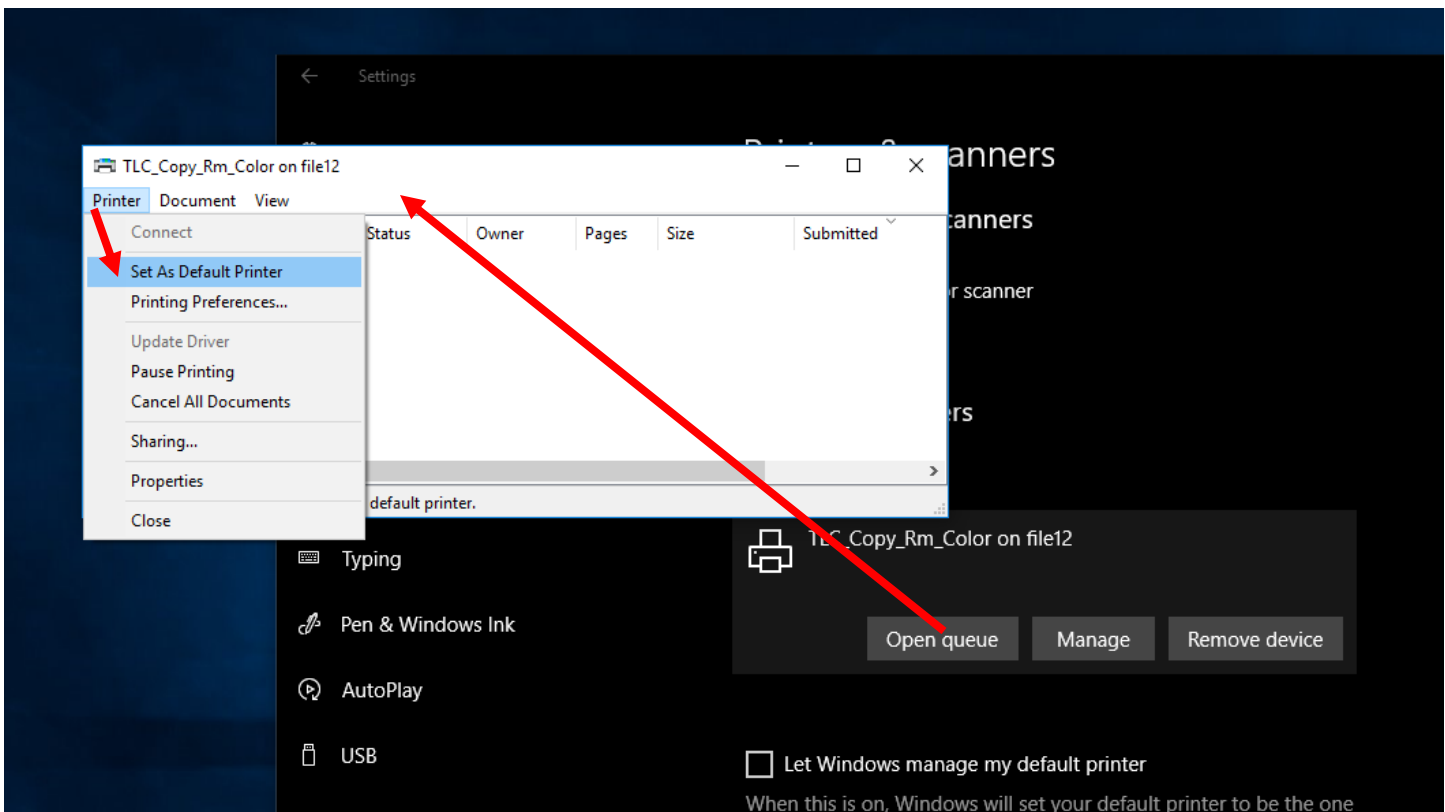 Settings
anners
TLC_Copy_Rm_Color on file12
Printer Document View
canners
Connect
Status Owner Pages Size Submitted
Set As Default Printer
Printing Preferences...
r scanner
Update Driver
Pause Printing
Cancel All Documents
ers
Sharing...
Properties
default printer.
Close
TLC_Copy_Rm_Color on file12
Typing
Pen & Windows Ink
Open queue Manage Remove device
AutoPlay
USB
Let Windows manage my default printer
When this is on, Windows will set your default printer to be the one